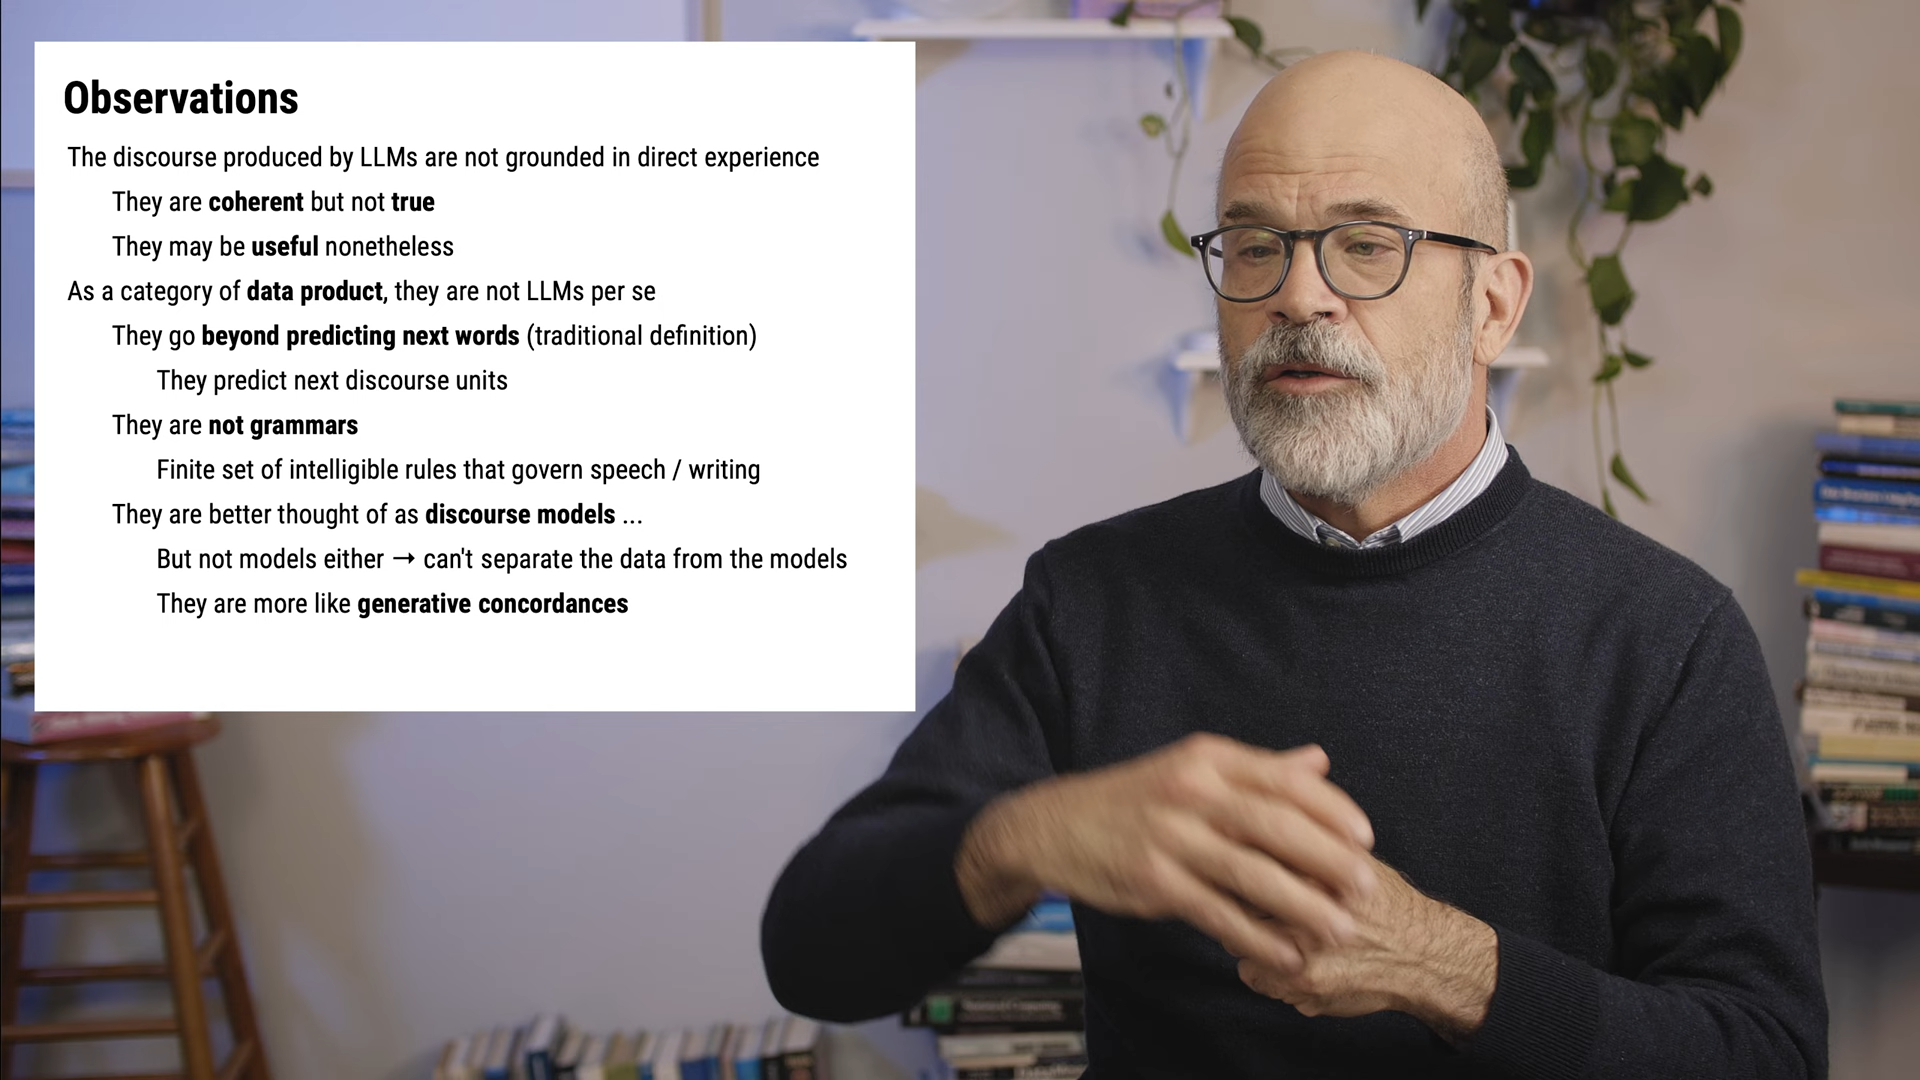 Observations
The discourse produced by LLMs are not grounded in direct experience
They are coherent but not true
They may be useful nonetheless
As a category of data product, they are not LLMs per se
They go beyond predicting next words (traditional definition)
They predict next discourse units
They are not grammars
Finite set of intelligible rules that govern speech / writing
They are better thought of as discourse models ...
But not models either → can't separate the data from the models
They are more like generative concordances